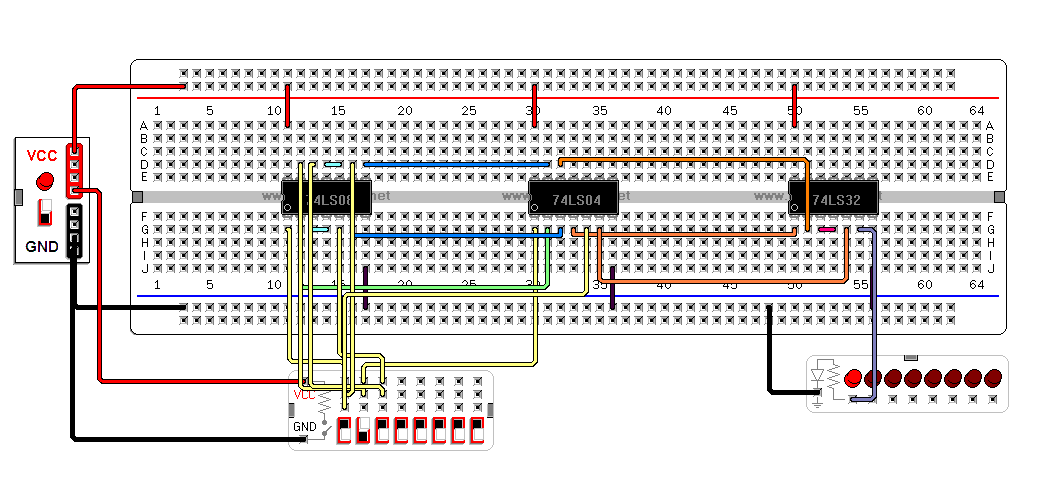 1 5 10 15 20 25 30 35 40 45 50 55 60 64
A A
B B
C C
D D
E E
VCC
www. .net www. .net www. .net
74LS08 74LS04 74LS32
F F
G G
GND
H H
I I
J J
1 5 10 15 20 25 30 35 40 45 50 55 60 64
VCC
GND